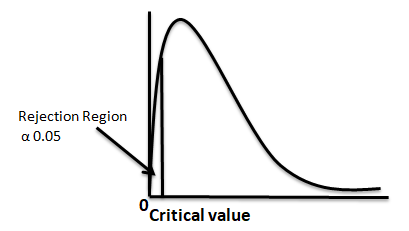 Rejection Region
α 0.05
0
Critical value